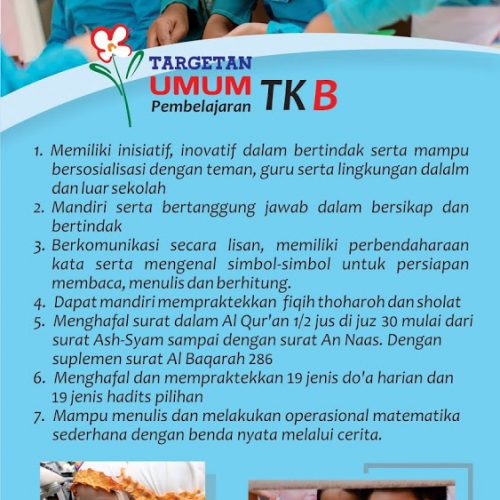 TARGETAN
UMUM TK B
Pembelajaran
1. Memiliki inisiatif, inovatif dalam bertindak serta mampu
bersosialisasi dengan teman, guru serta lingkungan dalalm
dan luar sekolah
2. Mandiri serta bertanggung jawab dalam bersikap dan
bertindak
3. Berkomunikasi secara lisan, memiliki perbendaharaan
kata serta mengenal simbol-simbol untuk persiapan
membaca, menulis dan berhitung.
4. Dapat mandiri mempraktekkan fiqih thoharoh dan sholat
5. Menghafal surat dalam Al Qur'an 1/2 jus di juz 30 mulai dari
surat Ash-Syam sampai dengan surat An Naas. Dengan
suplemen surat Al Baqarah 286
6. Menghafal dan mempraktekkan 19 jenis do'a harian dan
19 jenis hadits pilihan
7. Mampu menulis dan melakukan operasional matematika
sederhana dengan benda nyata melalui cerita.